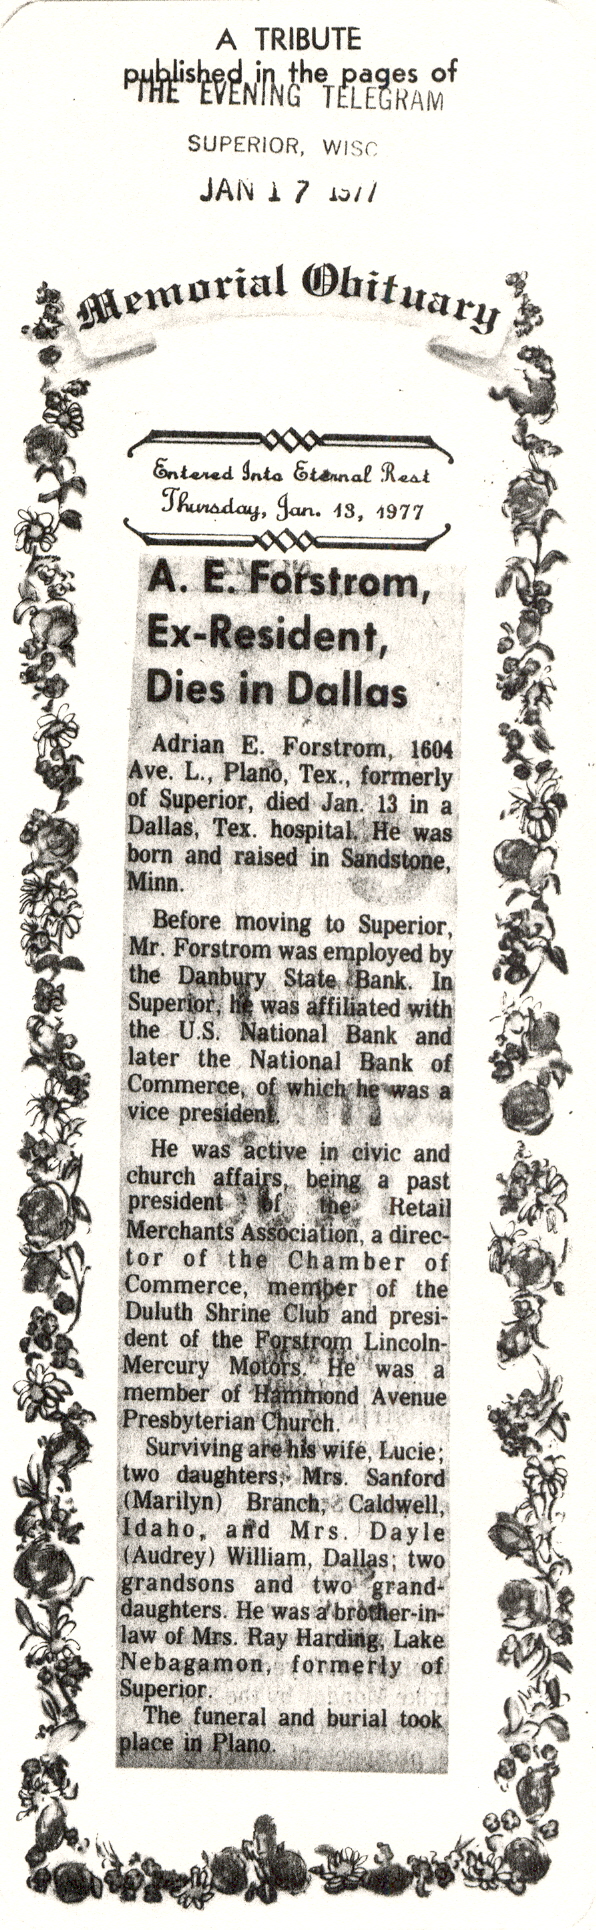 A TRIBUTE
published in the pages of
THE EVENING TELEGRAM
SUPERIOR, WISC
JAN 17 1977
Memorial Obituary
Entered Into Eternal Rest
Thursday, Jan. 13, 1977
A. E. Forstrom,
Ex-Resident,
Dies in Dallas
Adrian E. Forstrom, 1604
Ave. L., Plano, Tex., formerly
of Superior, died Jan. 13 in a
Dallas, Tex. hospital. He was
born and raised in Sandstone,
Minn.
Before moving to Superior,
Mr. Forstrom was employed by
the Danbury State Bank. In
Superior, he was affiliated with
the U.S. National Bank and
later the National Bank of
Commerce, of which he was a
vice president.
He was active in civic and
church affairs, being a past
president of the Retail
Merchants Association, a direc-
tor of the Chamber of
Commerce, member of the
Duluth Shrine Club and presi-
dent of the Forstrom Lincoln-
Mercury Motors. He was a
member of Hammond Avenue
Presbyterian Church.
Surviving are his wife, Lucie;
two daughters, Mrs. Sanford
(Marilyn) Branch, Caldwell,
Idaho, and Mrs. Dayle
(Audrey) William, Dallas; two
grandsons and two grand-
daughters. He was a brother-in-
law of Mrs. Ray Harding, Lake
Nebagamon, formerly of
Superior.
The funeral and burial took
place in Plano.